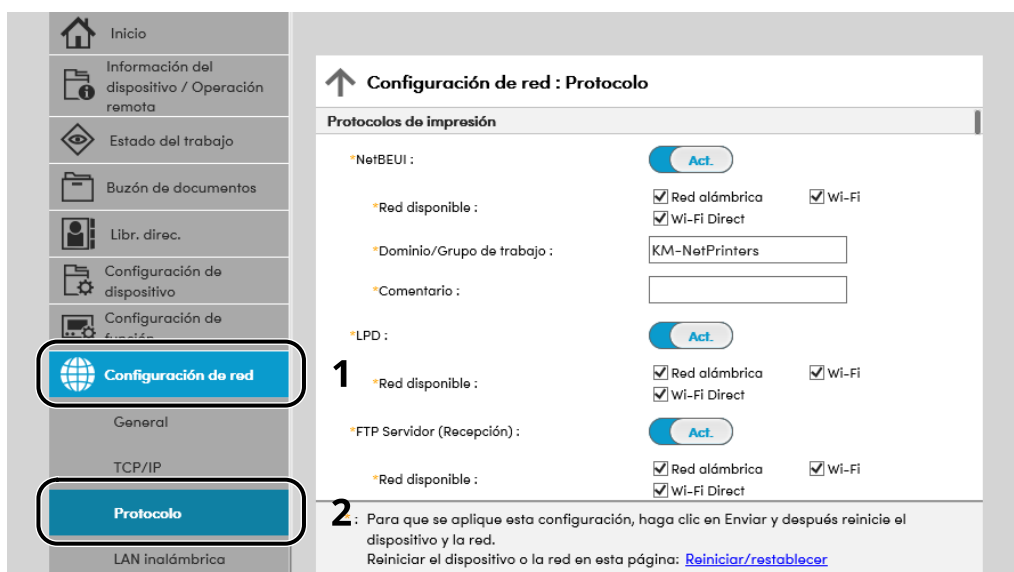 Inicio
Información del
dispositivo / Operación
remota
Estado del trabajo
Buzón de documentos
Libr. direc.
Configuración de
dispositivo
Configuración de
función
Configuración de red
1
General
TCP/IP
Protocolo
2
LAN inalámbrica
Configuración de red : Protocolo
Protocolos de impresión
*NetBEUI :
Act.
*Red disponible :
Red alámbrica
Wi-Fi
Wi-Fi Direct
*Dominio/Grupo de trabajo :
KM-NetPrinters
*Comentario :
*LPD :
Act.
*Red disponible :
Red alámbrica
Wi-Fi
Wi-Fi Direct
*FTP Servidor (Recepción) :
Act.
*Red disponible :
Red alámbrica
Wi-Fi
Wi-Fi Direct
: Para que se aplique esta configuración, haga clic en Enviar y después reinicie el
dispositivo y la red.
Reiniciar el dispositivo o la red en esta página: Reiniciar/restablecer